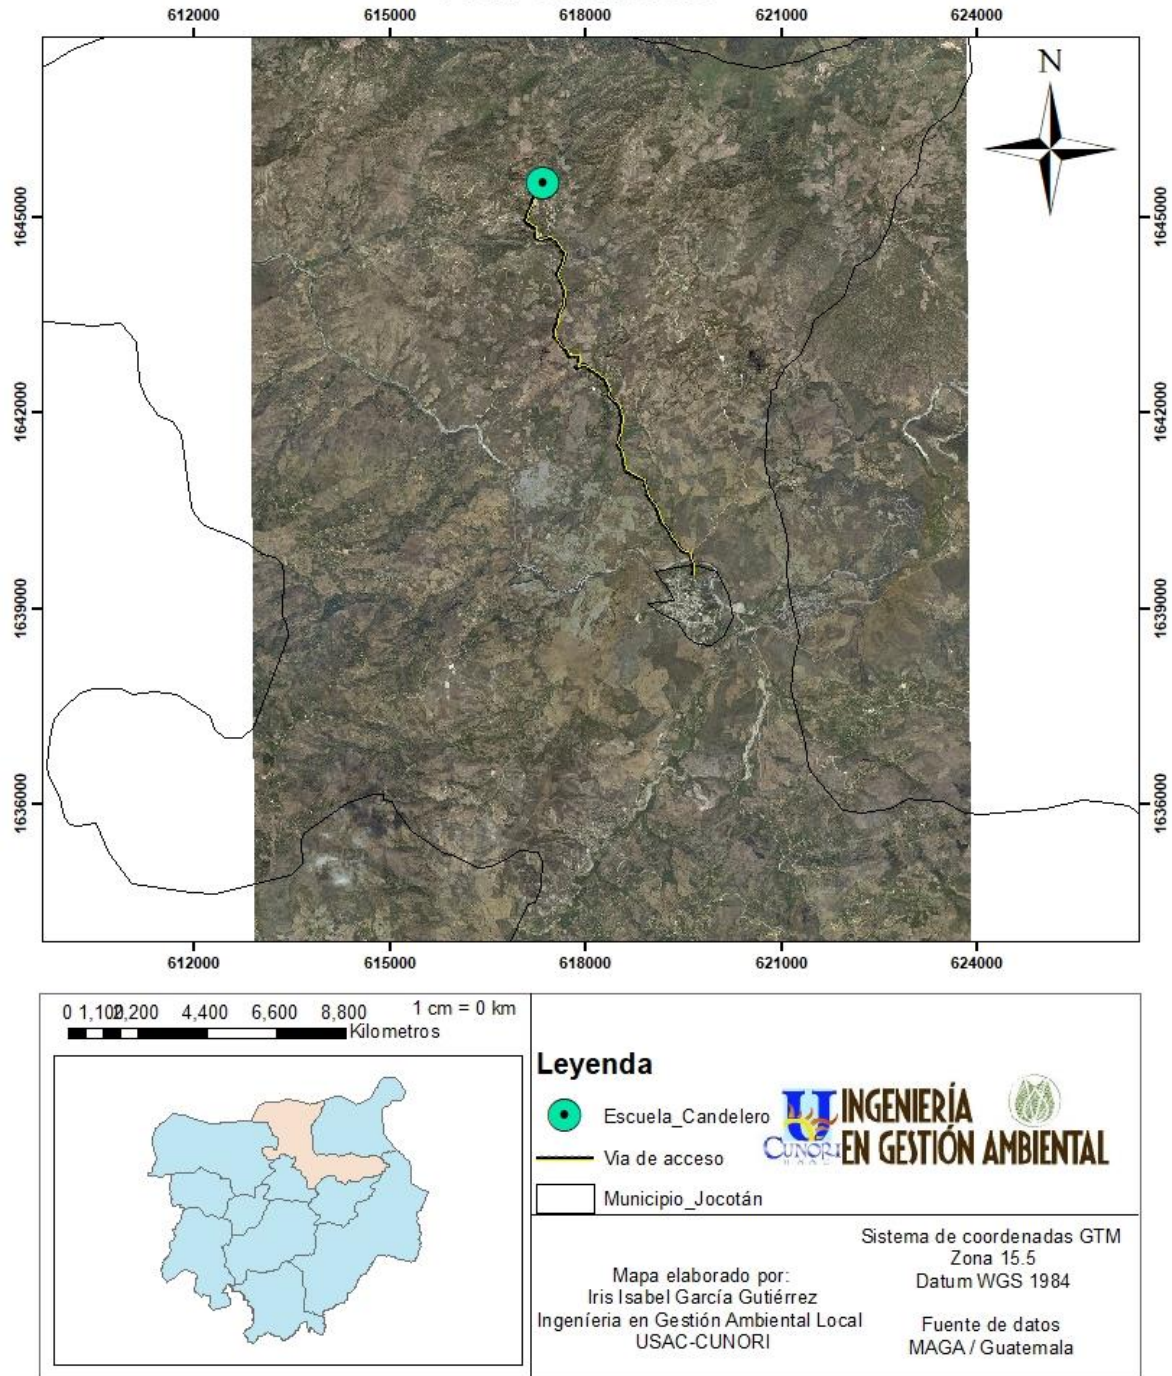 612000 615000 618000 621000 624000
N
1645000 1645000
1642000 1642000
1639000 1639000
1636000 1636000
612000 615000 618000 621000 624000
0 1,100 2,200 4,400 6,600 8,800
Kilometros
1 cm = 0 km
Leyenda
Escuela_Candelero
Via de acceso
Municipio_Jocotán
U
CUNORI
INGENIERÍA
EN GESTIÓN AMBIENTAL
Mapa elaborado por:
Iris Isabel García Gutiérrez
Ingeníeria en Gestión Ambiental Local
USAC-CUNORI
Sistema de coordenadas GTM
Zona 15.5
Datum WGS 1984
Fuente de datos
MAGA / Guatemala